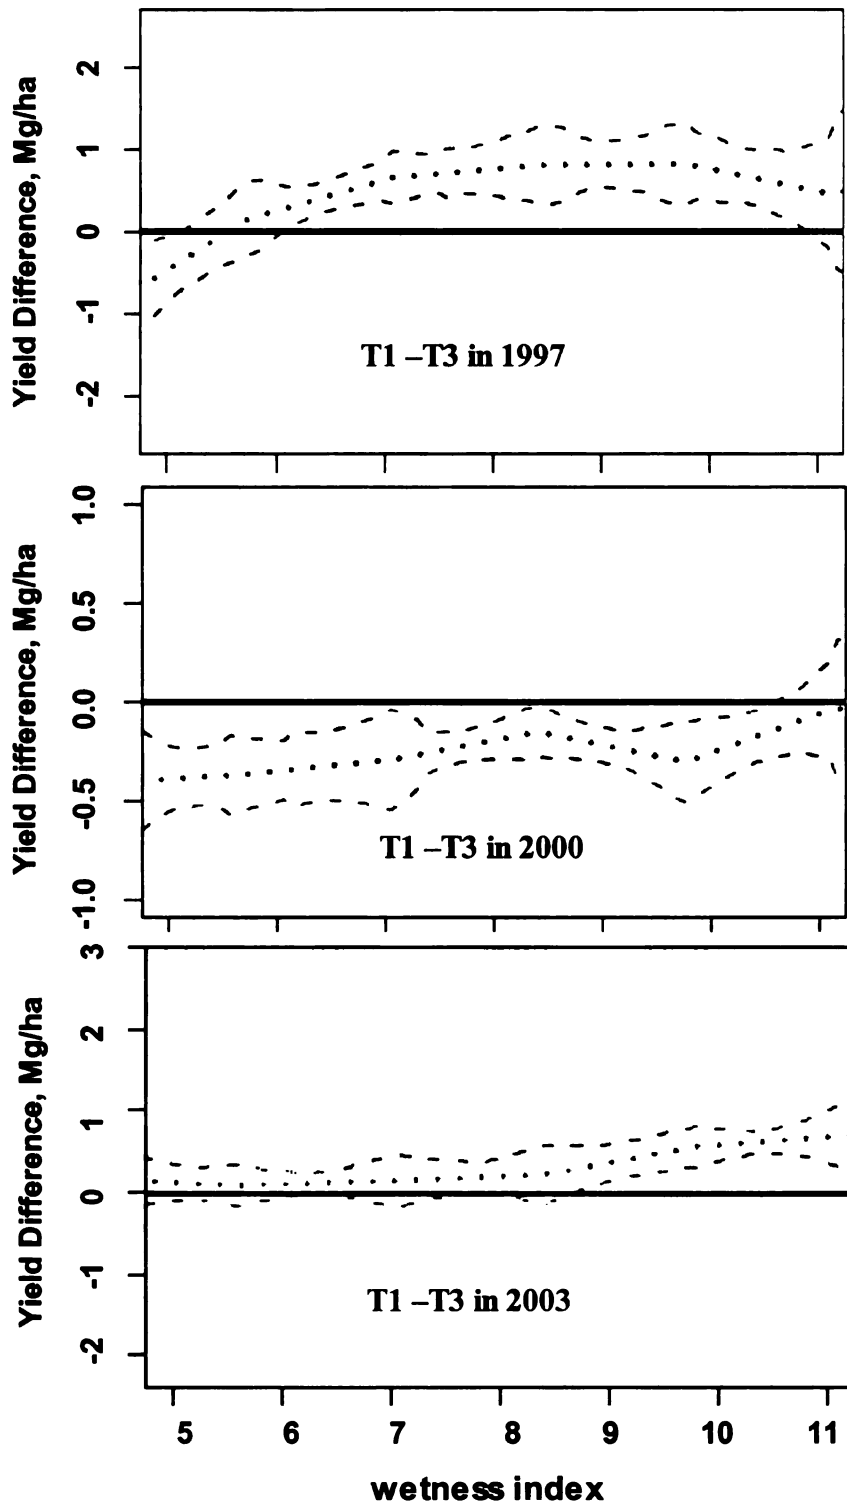 Yield Difference, Mg/ha
2
1
0
-1
-2
T1 –T3 in 1997
Yield Difference, Mg/ha
1.0
0.5
0.0
-0.5
-1.0
T1 –T3 in 2000
Yield Difference, Mg/ha
3
2
1
0
-1
-2
T1 –T3 in 2003
5 6 7 8 9 10 11
wetness index